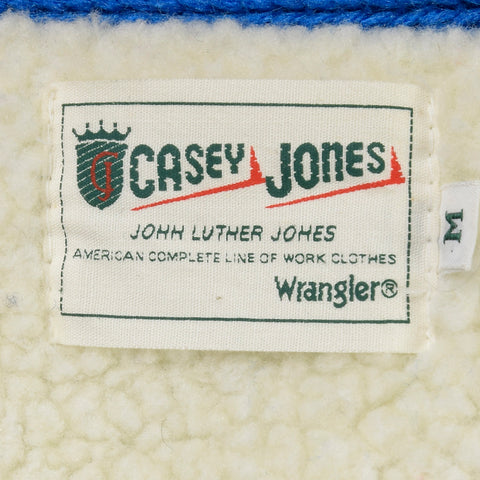 CJ CASEY JONES
JOHN LUTHER JONES
AMERICAN COMPLETE LINE OF WORK CLOTHES
Wrangler®
M